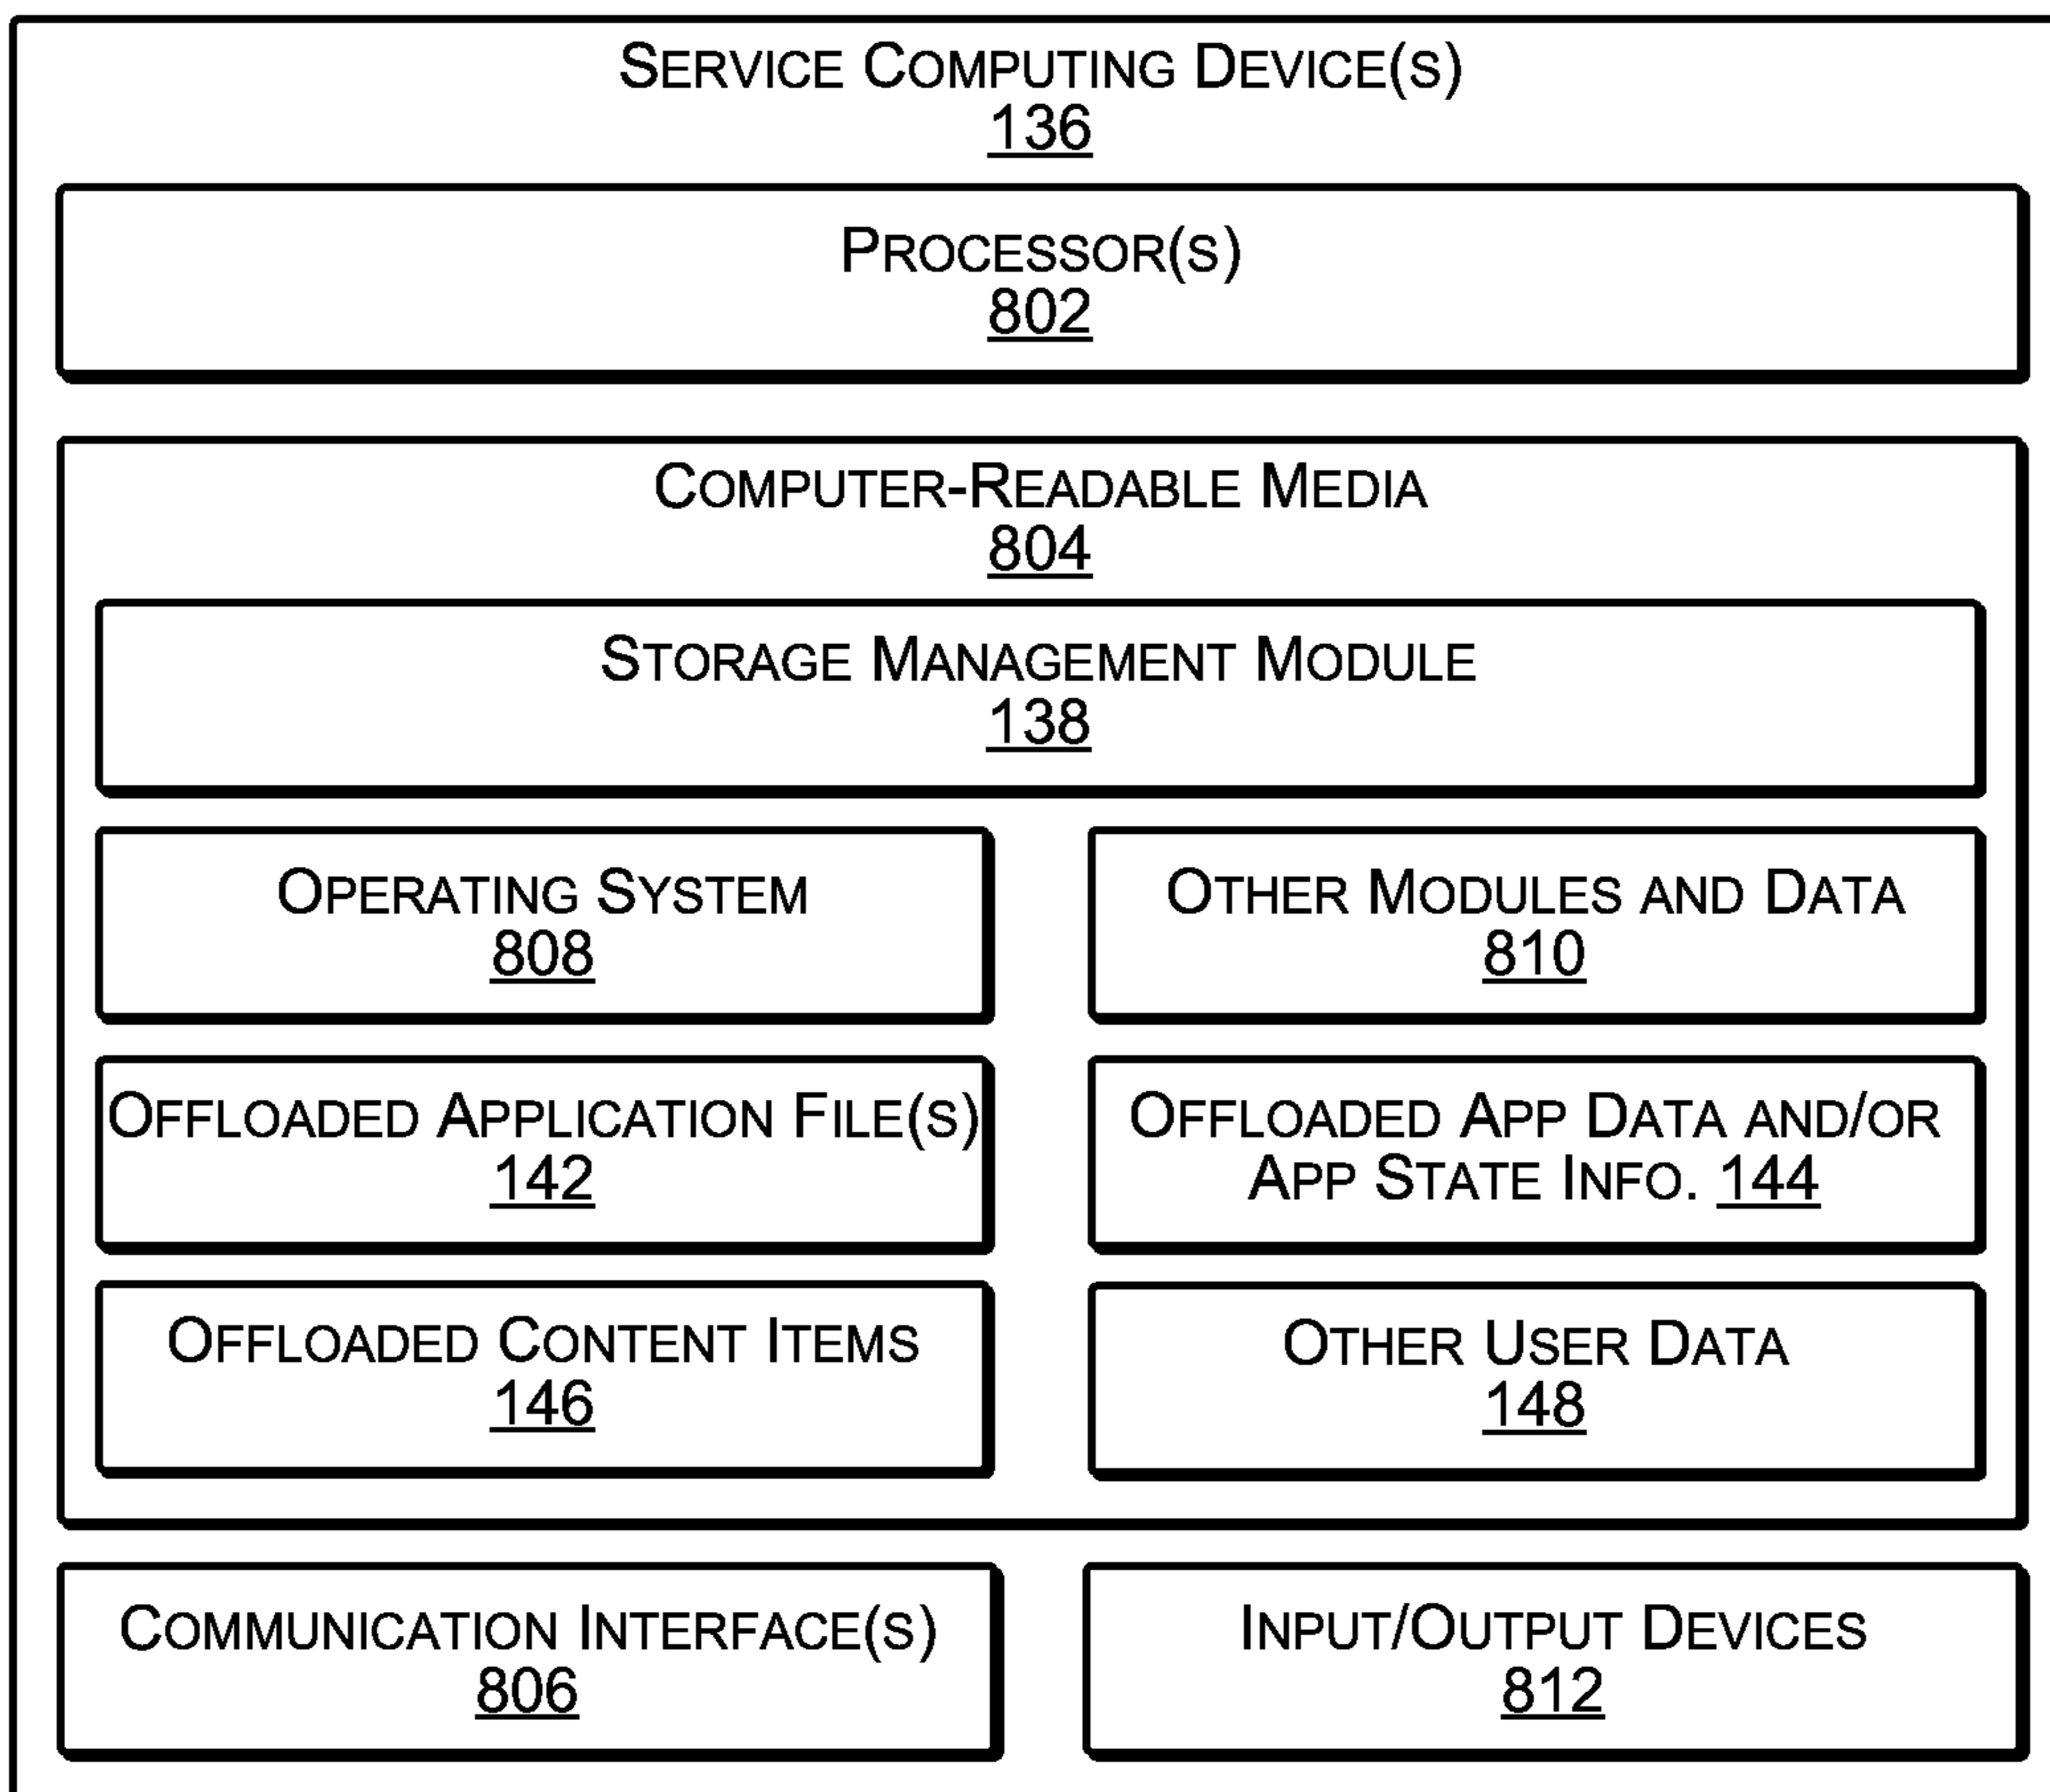 SERVICE COMPUTING DEVICE(S)
136
PROCESSOR(S)
802
COMPUTER-READABLE MEDIA
804
STORAGE MANAGEMENT MODULE
138
OPERATING SYSTEM
808
OTHER MODULES AND DATA
810
OFFLOADED APPLICATION FILE(S)
142
OFFLOADED APP DATA AND/OR
APP STATE INFO. 144
OFFLOADED CONTENT ITEMS
146
OTHER USER DATA
148
COMMUNICATION INTERFACE(S)
806
INPUT/OUTPUT DEVICES
812